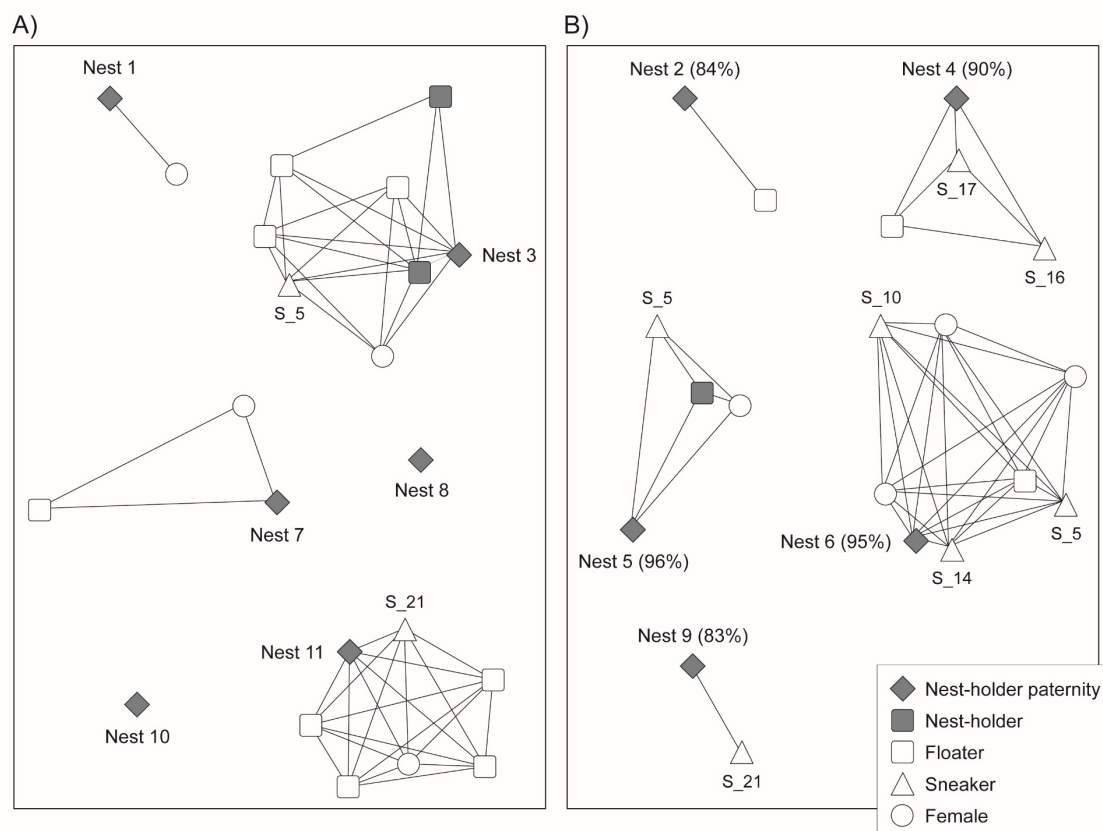 A)
B)
Nest 1
Nest 3
S_5
Nest 7
Nest 8
S_21
Nest 11
Nest 10
Nest 2 (84%)
Nest 4 (90%)
S_17
S_16
S_5
S_10
Nest 5 (96%)
Nest 6 (95%)
S_5
S_14
Nest 9 (83%)
S_21
Nest-holder paternity
Nest-holder
Floater
Sneaker
Female